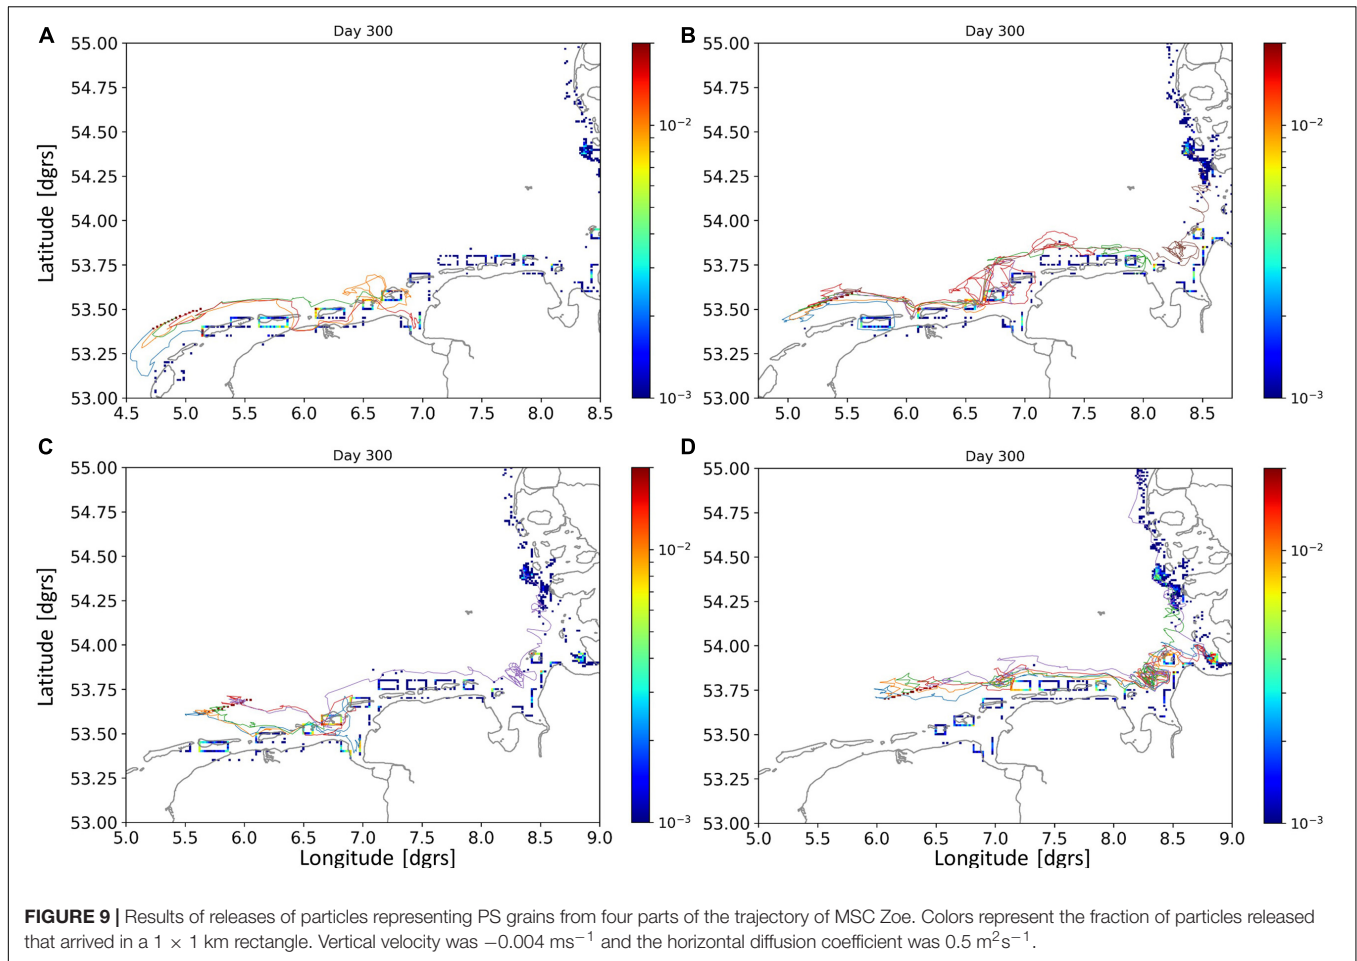 A
Day 300
55.00
54.75
54.50
54.25
54.00
53.75
53.50
53.25
53.00
Latitude [dgrs]
4.5 5.0 5.5 6.0 6.5 7.0 7.5 8.0 8.5
10⁻²
10⁻³
B
Day 300
55.00
54.75
54.50
54.25
54.00
53.75
53.50
53.25
53.00
5.0 5.5 6.0 6.5 7.0 7.5 8.0 8.5
10⁻²
10⁻³
C
Day 300
55.00
54.75
54.50
54.25
54.00
53.75
53.50
53.25
53.00
Latitude [dgrs]
5.0 5.5 6.0 6.5 7.0 7.5 8.0 8.5 9.0
Longitude [dgrs]
10⁻²
10⁻³
D
Day 300
55.00
54.75
54.50
54.25
54.00
53.75
53.50
53.25
53.00
5.0 5.5 6.0 6.5 7.0 7.5 8.0 8.5 9.0
Longitude [dgrs]
10⁻²
10⁻³
FIGURE 9 | Results of releases of particles representing PS grains from four parts of the trajectory of MSC Zoe. Colors represent the fraction of particles released
that arrived in a 1 × 1 km rectangle. Vertical velocity was −0.004 ms⁻¹ and the horizontal diffusion coefficient was 0.5 m²s⁻¹.